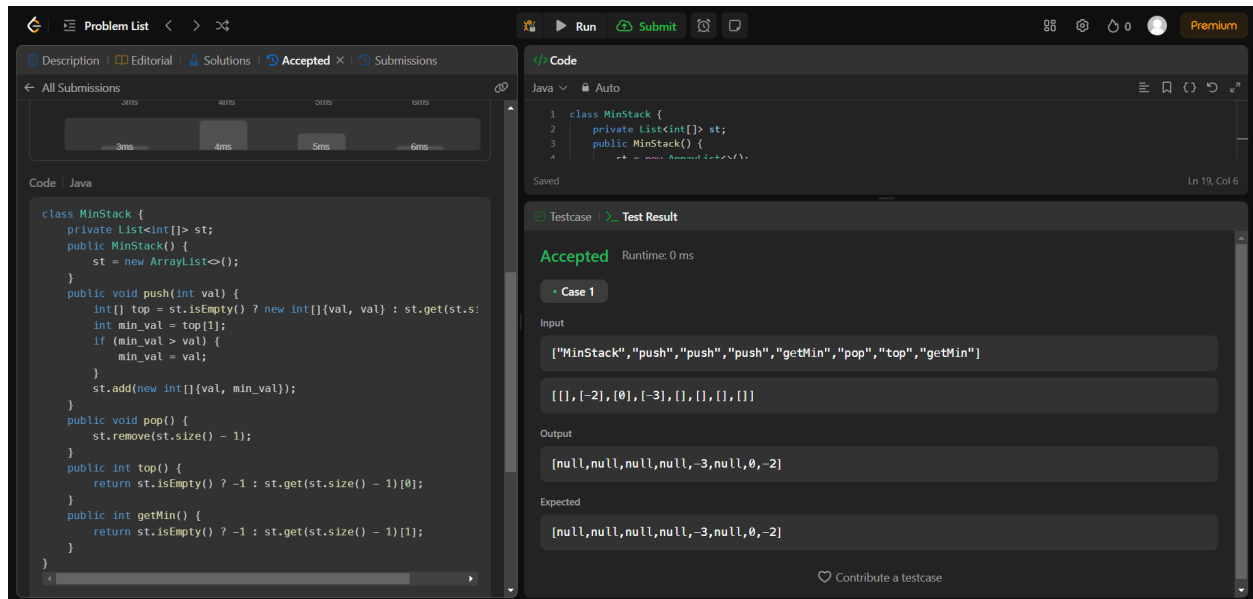 Problem List
Run
Submit
0
Premium
Description
Editorial
Solutions
Accepted
Submissions
All Submissions
3ms 4ms 5ms 6ms
3ms 4ms 5ms 6ms
Code | Java
class MinStack {
    private List<int[]> st;
    public MinStack() {
        st = new ArrayList<>();
    }
    public void push(int val) {
        int[] top = st.isEmpty() ? new int[]{val, val} : st.get(st.si
        int min_val = top[1];
        if (min_val > val) {
            min_val = val;
        }
        st.add(new int[]{val, min_val});
    }
    public void pop() {
        st.remove(st.size() - 1);
    }
    public int top() {
        return st.isEmpty() ? -1 : st.get(st.size() - 1)[0];
    }
    public int getMin() {
        return st.isEmpty() ? -1 : st.get(st.size() - 1)[1];
    }
}
</> Code
Java
Auto
1 class MinStack {
2     private List<int[]> st;
3     public MinStack() {
4         st = new ArrayList<>();
Saved
Ln 19, Col 6
Testcase
Test Result
Accepted Runtime: 0 ms
• Case 1
Input
["MinStack","push","push","push","getMin","pop","top","getMin"]
[[],[-2],[0],[-3],[],[],[],[]]
Output
[null,null,null,null,-3,null,0,-2]
Expected
[null,null,null,null,-3,null,0,-2]
Contribute a testcase